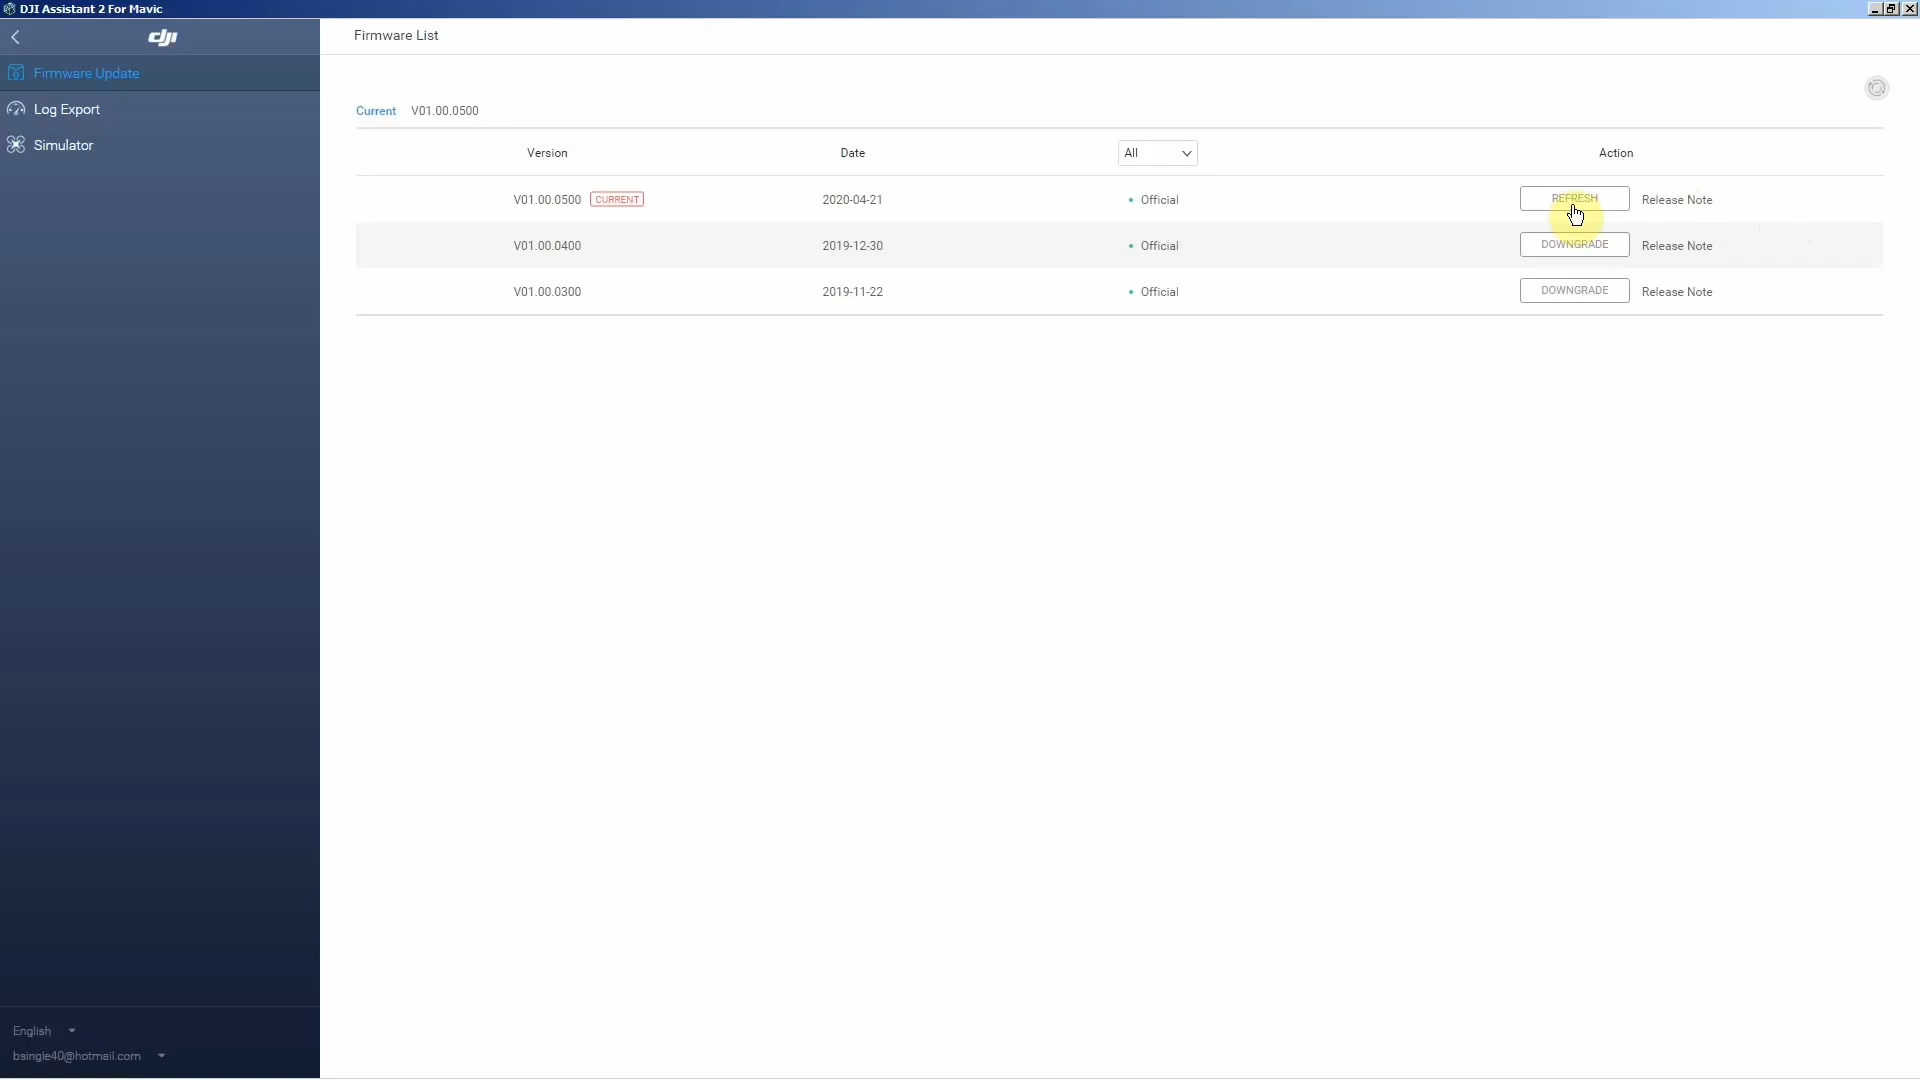 DJI Assistant 2 For Mavic
dji
Firmware List
Firmware Update
Log Export
Simulator
Current V01.00.0500
Version Date All Action
V01.00.0500 CURRENT 2020-04-21 Official REFRESH Release Note
V01.00.0400 2019-12-30 Official DOWNGRADE Release Note
V01.00.0300 2019-11-22 Official DOWNGRADE Release Note
English
bsingle40@hotmail.com